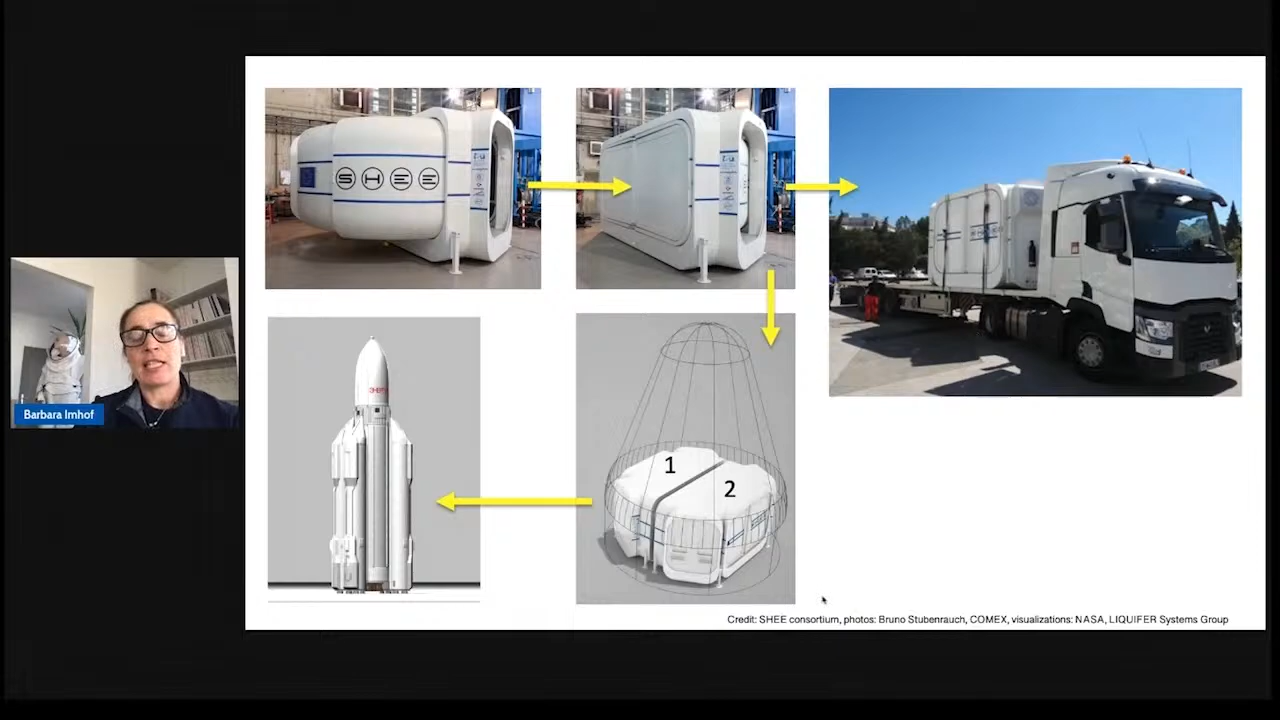 SHEE
1
2
Barbara Imhof
Credit: SHEE consortium, photos: Bruno Stubenrauch, COMEX, visualizations: NASA, LIQUIFER Systems Group